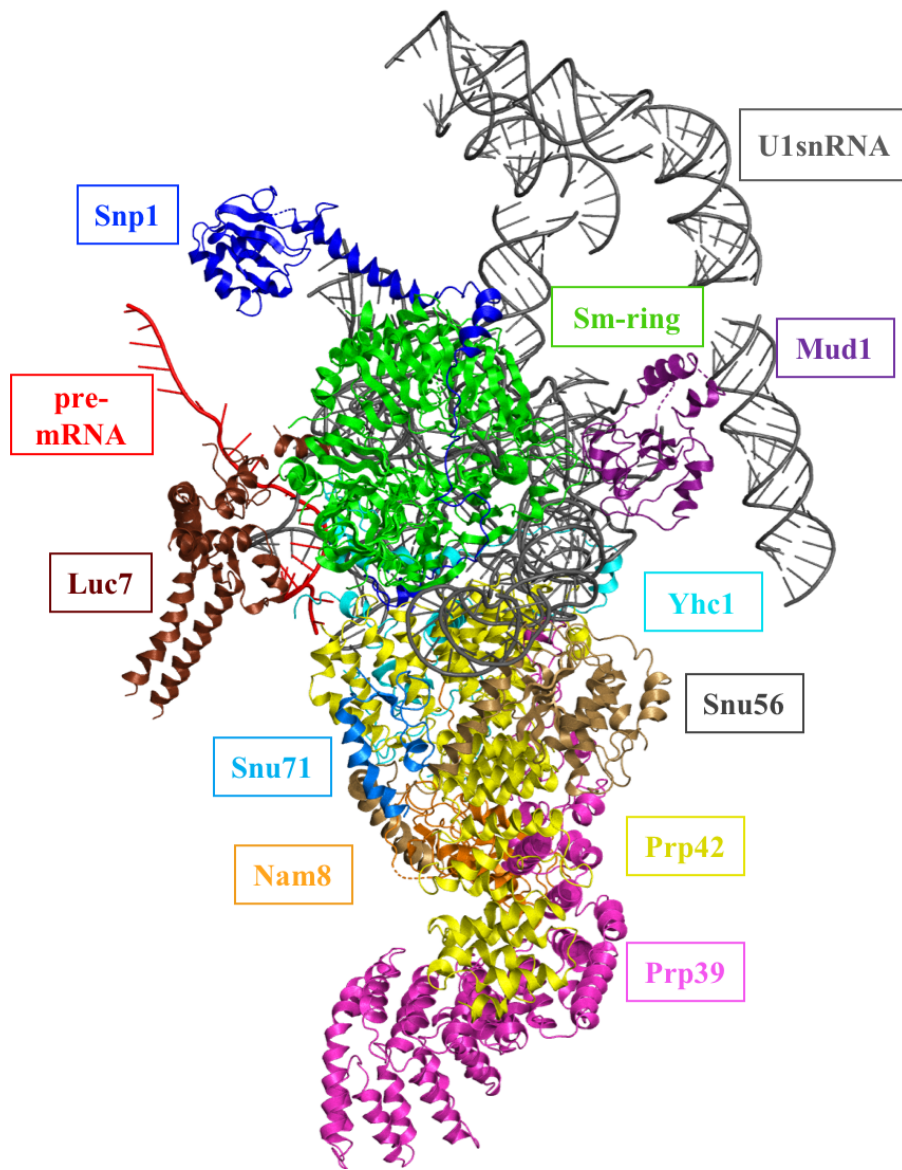 U1snRNA
Snp1
Sm-ring
Mud1
pre-
mRNA
Luc7
Yhc1
Snu56
Snu71
Prp42
Nam8
Prp39